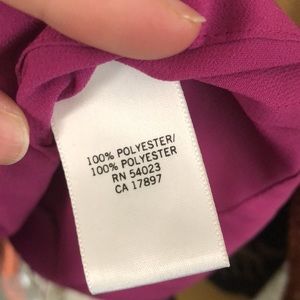 100% POLYESTER/
100% POLYESTER
RN 54023
CA 17897